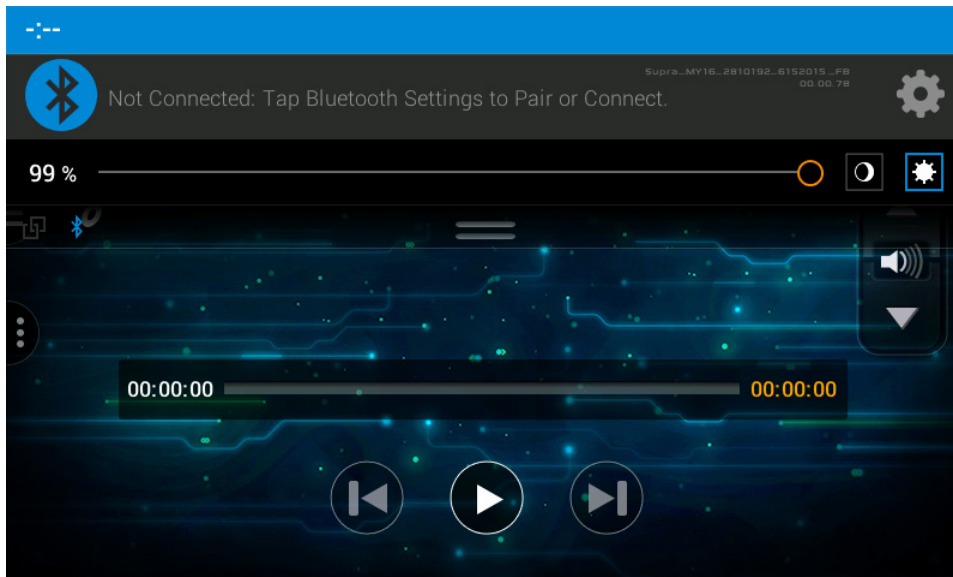 -:--
Supra_MY16_2810192_6152015_FB
00.00.78
Not Connected: Tap Bluetooth Settings to Pair or Connect.
99 %
00:00:00
00:00:00